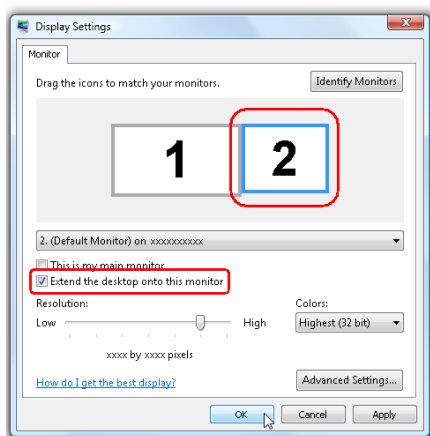 Display Settings
Monitor
Drag the icons to match your monitors.
Identify Monitors
1
2
2. (Default Monitor) on xxxxxxxxxx
This is my main monitor
Extend the desktop onto this monitor
Resolution:
Colors:
Low
High
Highest (32 bit)
xxxx by xxxx pixels
How do I get the best display?
Advanced Settings...
OK
Cancel
Apply